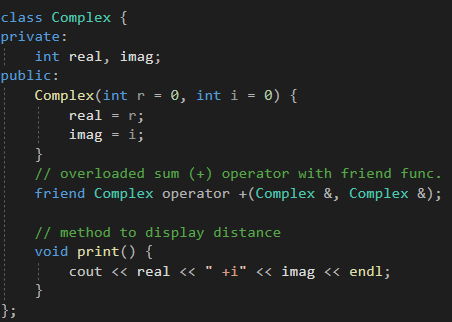 class Complex {
private:
    int real, imag;
public:
    Complex(int r = 0, int i = 0) {
        real = r;
        imag = i;
    }
    // overloaded sum (+) operator with friend func.
    friend Complex operator +(Complex &, Complex &);

    // method to display distance
    void print() {
        cout << real << " +i" << imag << endl;
    }
};